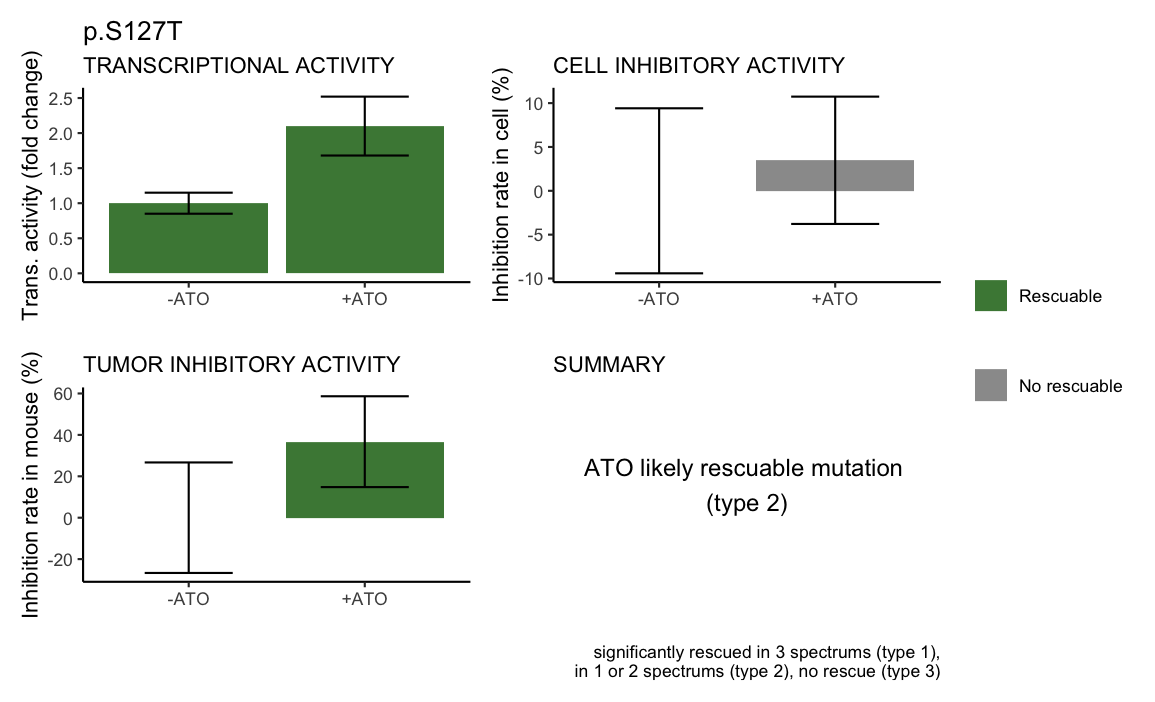 p.S127T
TRANSCRIPTIONAL ACTIVITY
Trans. activity (fold change)
2.5
2.0
1.5
1.0
0.5
0.0
-ATO
+ATO
CELL INHIBITORY ACTIVITY
Inhibition rate in cell (%)
10
5
0
-5
-10
-ATO
+ATO
Rescuable
No rescuable
TUMOR INHIBITORY ACTIVITY
Inhibition rate in mouse (%)
60
40
20
0
-20
-ATO
+ATO
SUMMARY
ATO likely rescuable mutation
(type 2)
significantly rescued in 3 spectrums (type 1),
in 1 or 2 spectrums (type 2), no rescue (type 3)